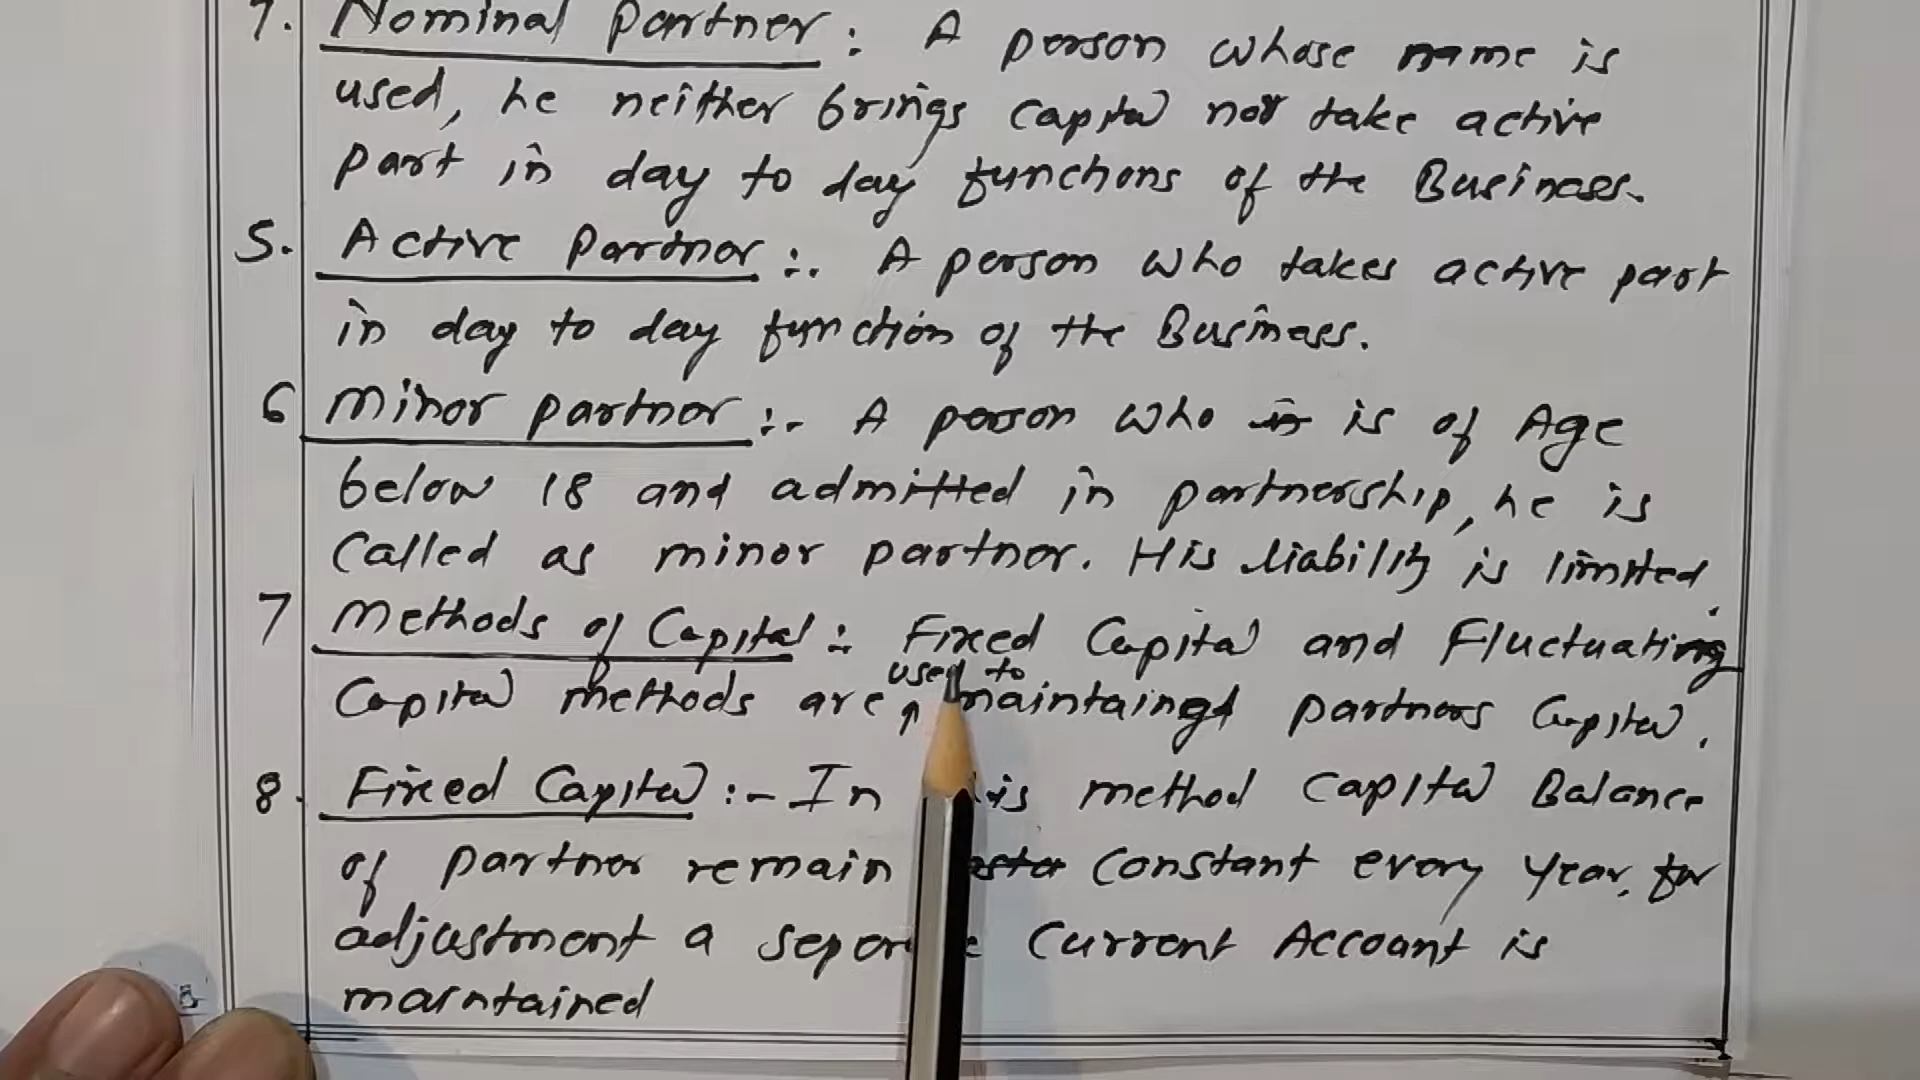 Nominal Partner : A person whose name is
used, he neither brings Capital nor take active
part in day to day functions of the Business.
5. Active Partner :- A person who takes active part
in day to day function of the Business.
6 Minor partner :- A person who is of Age
below 18 and admitted in partnership, he is
Called as minor partner. His liability is limited.
7 Methods of Capital :- Fixed Capital and Fluctuating
used to
Capital methods are maintaing partners Capital.
8. Fixed Capital :- In this method Capital Balance
of partner remain constant every year, for
adjustment a separate Current Account is
maintained